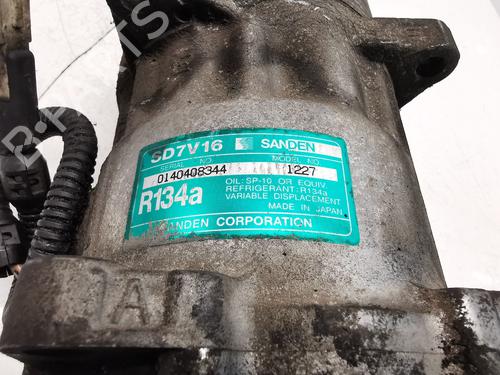 SD7V16 SANDEN
SERIAL NO MODEL NO
0140408344 1227
R134a
OIL: SP-10 OR EQUIV.
REFRIGERANT: R134a
VARIABLE DISPLACEMENT
MADE IN JAPAN
SANDEN CORPORATION
A